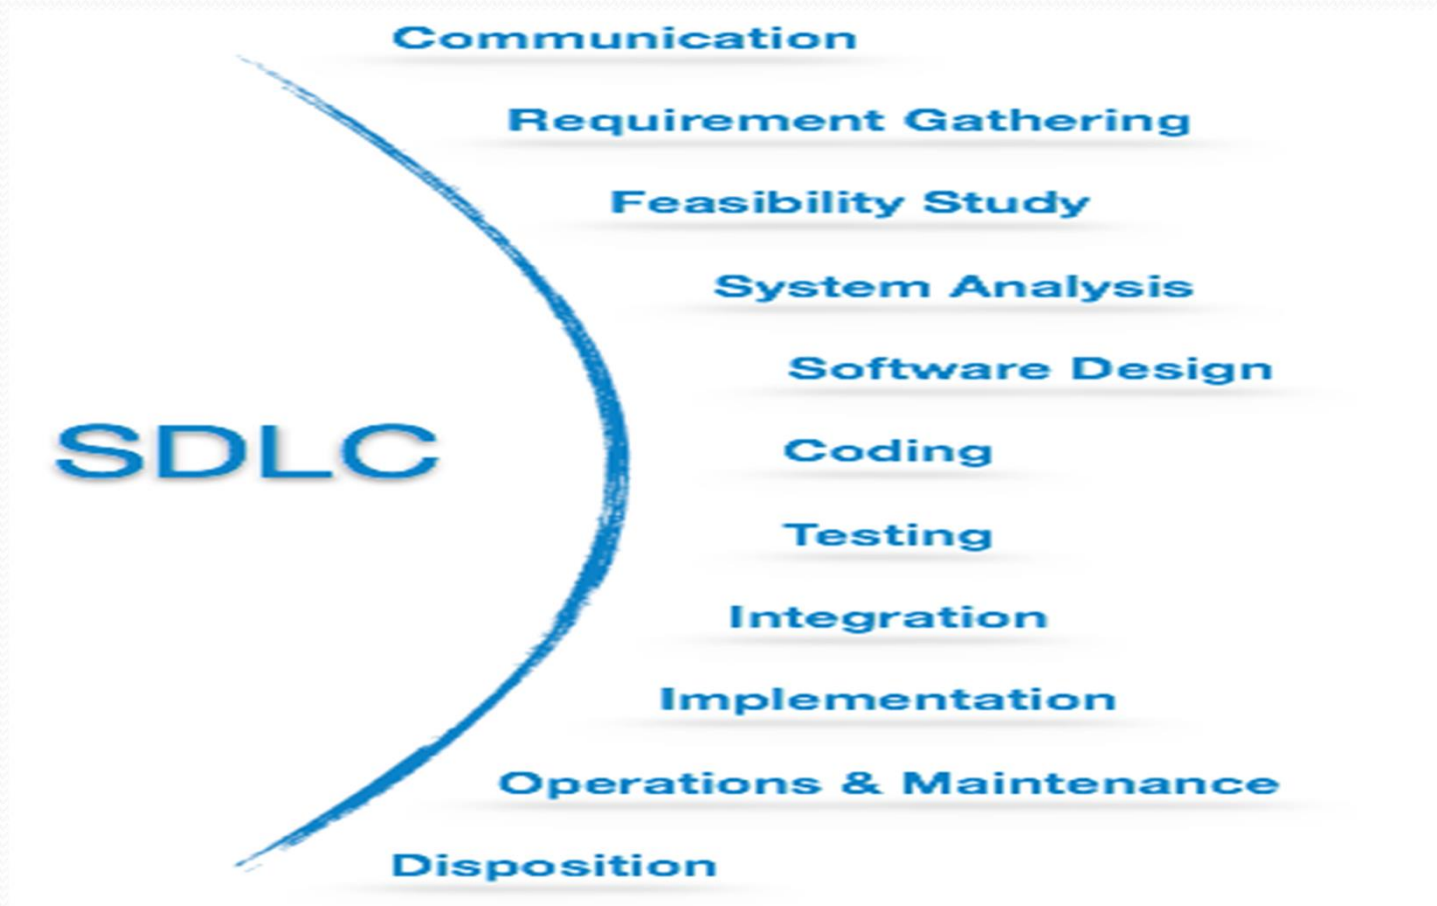 Communication
Requirement Gathering
Feasibility Study
System Analysis
Software Design
SDLC
Coding
Testing
Integration
Implementation
Operations & Maintenance
Disposition